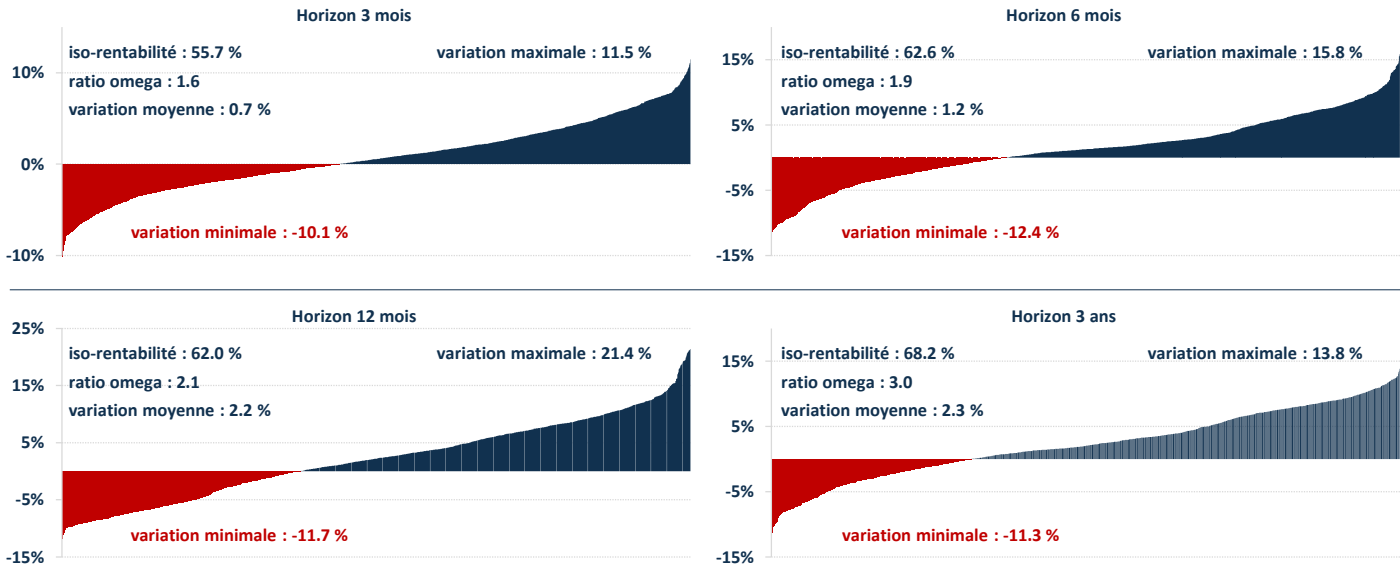 Horizon 3 mois
iso-rentabilité : 55.7 %
variation maximale : 11.5 %
10%
ratio omega : 1.6
variation moyenne : 0.7 %
0%
variation minimale : -10.1 %
-10%
Horizon 6 mois
iso-rentabilité : 62.6 %
variation maximale : 15.8 %
15%
ratio omega : 1.9
variation moyenne : 1.2 %
5%
-5%
variation minimale : -12.4 %
-15%
Horizon 12 mois
25%
iso-rentabilité : 62.0 %
variation maximale : 21.4 %
ratio omega : 2.1
15%
variation moyenne : 2.2 %
5%
-5%
variation minimale : -11.7 %
-15%
Horizon 3 ans
iso-rentabilité : 68.2 %
variation maximale : 13.8 %
15%
ratio omega : 3.0
variation moyenne : 2.3 %
5%
-5%
variation minimale : -11.3 %
-15%